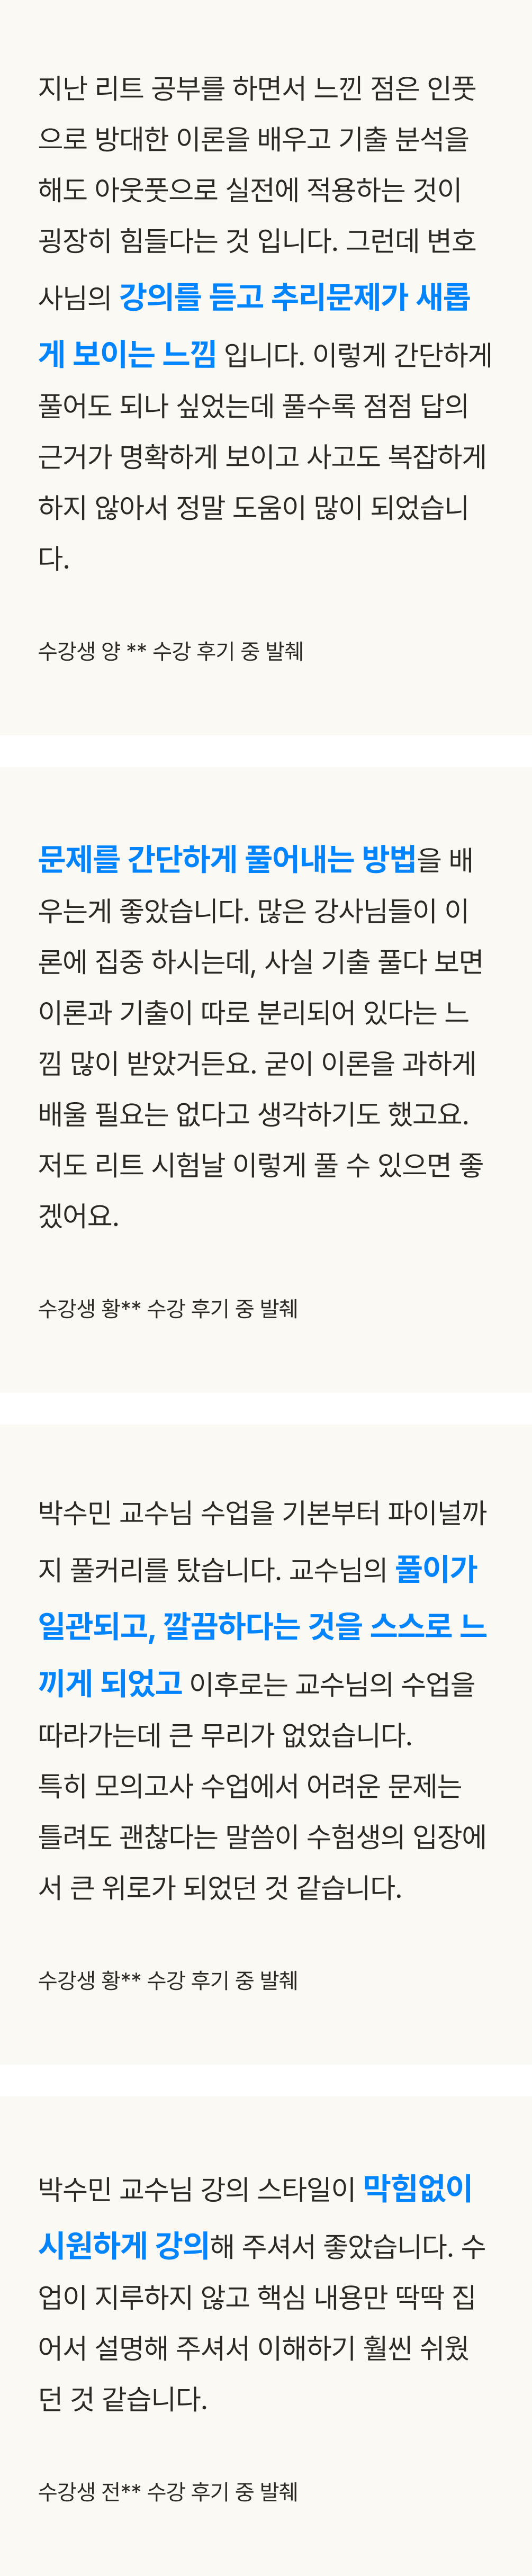 지난 리트 공부를 하면서 느낀 점은 인풋
으로 방대한 이론을 배우고 기출 분석을
해도 아웃풋으로 실전에 적용하는 것이
굉장히 힘들다는 것 입니다. 그런데 변호
사님의 강의를 듣고 추리문제가 새롭
게 보이는 느낌 입니다. 이렇게 간단하게
풀어도 되나 싶었는데 풀수록 점점 답의
근거가 명확하게 보이고 사고도 복잡하게
하지 않아서 정말 도움이 많이 되었습니
다.
수강생 양 ** 수강 후기 중 발췌
문제를 간단하게 풀어내는 방법을 배
우는게 좋았습니다. 많은 강사님들이 이
론에 집중 하시는데, 사실 기출 풀다 보면
이론과 기출이 따로 분리되어 있다는 느
낌 많이 받았거든요. 굳이 이론을 과하게
배울 필요는 없다고 생각하기도 했고요.
저도 리트 시험날 이렇게 풀 수 있으면 좋
겠어요.
수강생 황** 수강 후기 중 발췌
박수민 교수님 수업을 기본부터 파이널까
지 풀커리를 탔습니다. 교수님의 풀이가
일관되고, 깔끔하다는 것을 스스로 느
끼게 되었고 이후로는 교수님의 수업을
따라가는데 큰 무리가 없었습니다.
특히 모의고사 수업에서 어려운 문제는
틀려도 괜찮다는 말씀이 수험생의 입장에
서 큰 위로가 되었던 것 같습니다.
수강생 황** 수강 후기 중 발췌
박수민 교수님 강의 스타일이 막힘없이
시원하게 강의해 주셔서 좋았습니다. 수
업이 지루하지 않고 핵심 내용만 딱딱 집
어서 설명해 주셔서 이해하기 훨씬 쉬웠
던 것 같습니다.
수강생 전** 수강 후기 중 발췌